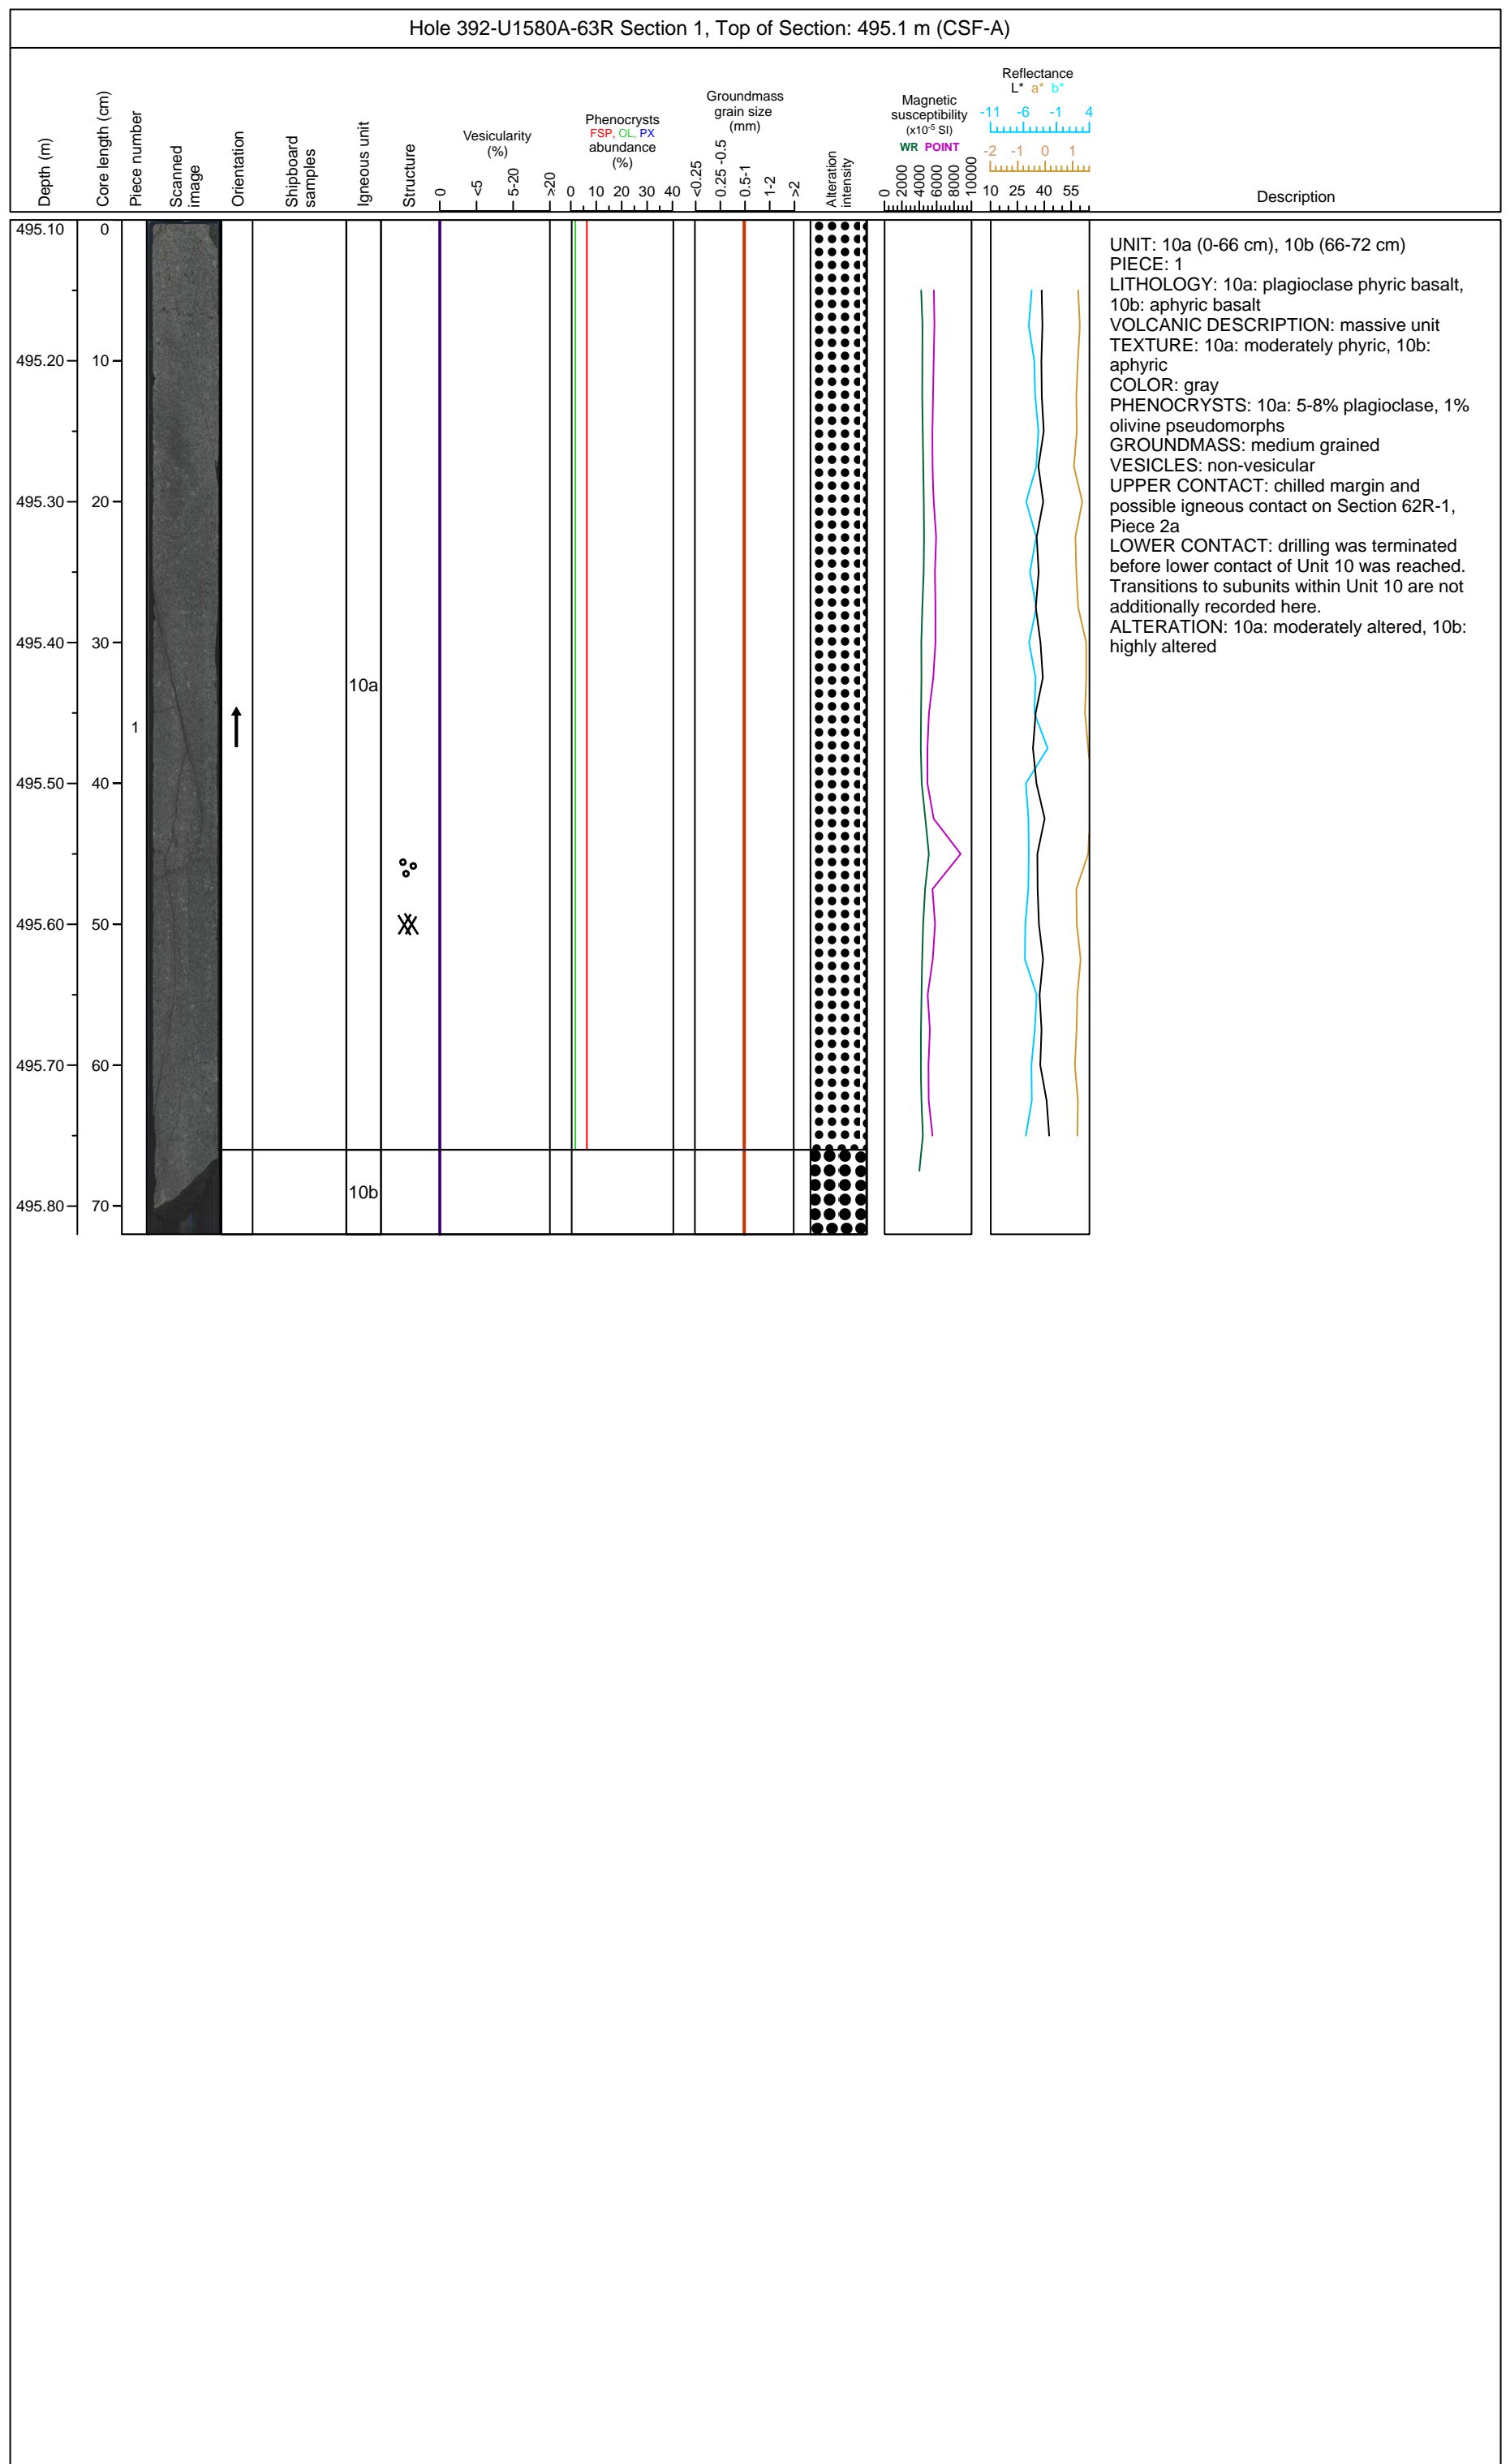 Hole 392-U1580A-63R Section 1, Top of Section: 495.1 m (CSF-A)
Depth (m)
Core length (cm)
Piece number
Scanned
image
Orientation
Shipboard
samples
Igneous unit
Structure
Vesicularity
(%)
0 <5 5-20 >20
Phenocrysts
FSP, OL, PX
abundance
(%)
0 10 20 30 40
Groundmass
grain size
(mm)
<0.25 0.25 -0.5 0.5-1 1-2 >2
Alteration
intensity
Magnetic
susceptibility
(x10-5 SI)
WR POINT
0 2000 4000 6000 8000 10000
Reflectance
L* a* b*
-11 -6 -1 4
-2 -1 0 1
10 25 40 55
Description
495.10 0
495.20 10
495.30 20
495.40 30
10a
1
495.50 40
495.60 50
495.70 60
10b
495.80 70
UNIT: 10a (0-66 cm), 10b (66-72 cm)
PIECE: 1
LITHOLOGY: 10a: plagioclase phyric basalt,
10b: aphyric basalt
VOLCANIC DESCRIPTION: massive unit
TEXTURE: 10a: moderately phyric, 10b:
aphyric
COLOR: gray
PHENOCRYSTS: 10a: 5-8% plagioclase, 1%
olivine pseudomorphs
GROUNDMASS: medium grained
VESICLES: non-vesicular
UPPER CONTACT: chilled margin and
possible igneous contact on Section 62R-1,
Piece 2a
LOWER CONTACT: drilling was terminated
before lower contact of Unit 10 was reached.
Transitions to subunits within Unit 10 are not
additionally recorded here.
ALTERATION: 10a: moderately altered, 10b:
highly altered